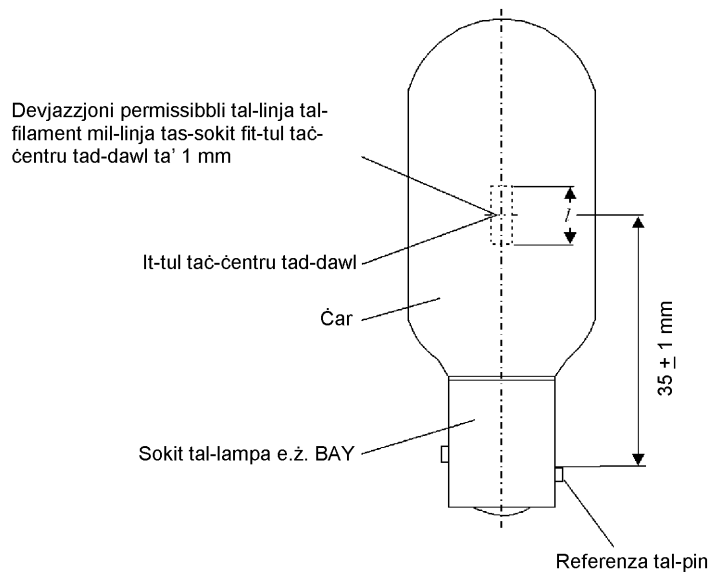 Devjazzjoni permissibbli tal-linja tal-
filament mil-linja tas-sokit fit-tul taċ-
ċentru tad-dawl ta’ 1 mm
l
It-tul taċ-ċentru tad-dawl
Ċar
35 ± 1 mm
Sokit tal-lampa e.ż. BAY
Referenza tal-pin